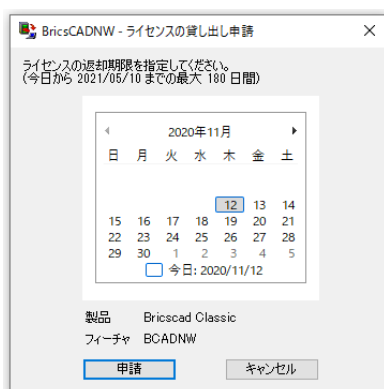 BricsCADNW - ライセンスの貸し出し申請
ライセンスの返却期限を指定してください。
(今日から 2021/05/10 までの最大 180 日間)
2020年11月
日 月 火 水 木 金 土
12 13 14
15 16 17 18 19 20 21
22 23 24 25 26 27 28
29 30 1 2 3 4 5
今日: 2020/11/12
製品 Bricscad Classic
フィーチャ BCADNW
申請 キャンセル